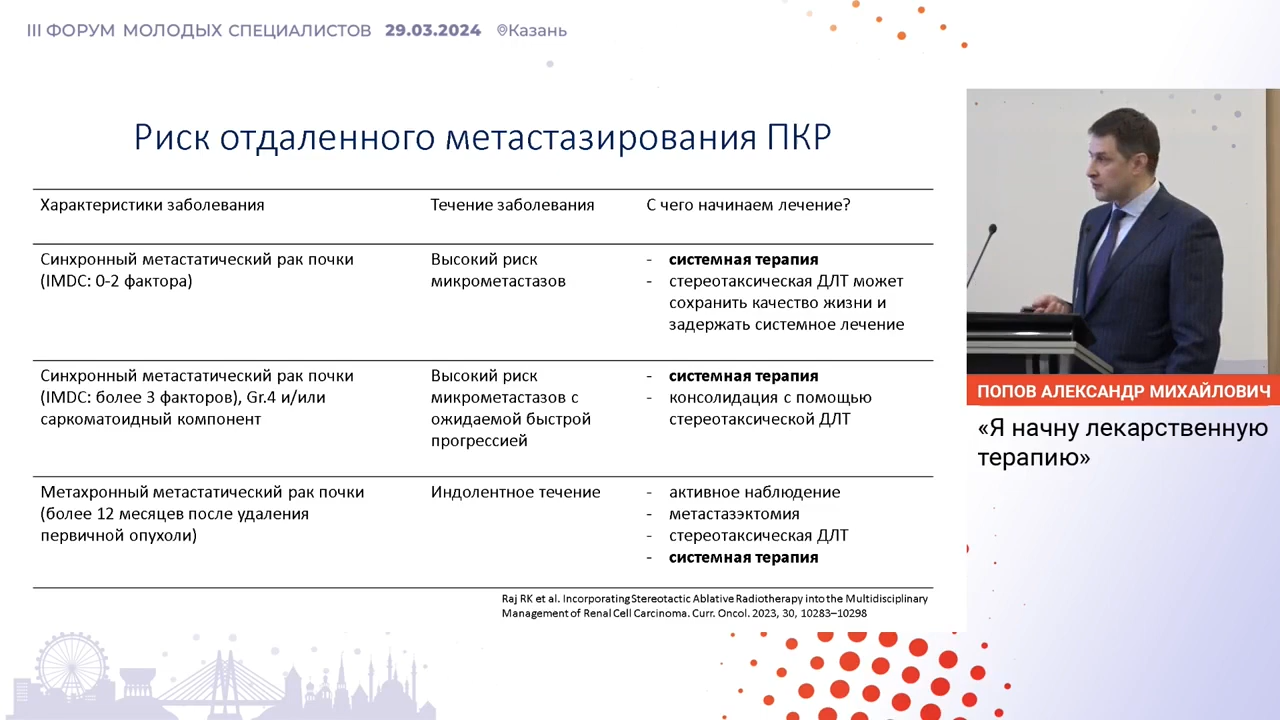 III ФОРУМ МОЛОДЫХ СПЕЦИАЛИСТОВ 29.03.2024 Казань
Риск отдаленного метастазирования ПКР
Характеристики заболевания Течение заболевания С чего начинаем лечение?
Синхронный метастатический рак почки
(IMDC: 0-2 фактора)
Высокий риск
микрометастазов
- системная терапия
- стереотаксическая ДЛТ может
сохранить качество жизни и
задержать системное лечение
Синхронный метастатический рак почки
(IMDC: более 3 факторов), Gr.4 и/или
саркоматоидный компонент
Высокий риск
микрометастазов с
ожидаемой быстрой
прогрессией
- системная терапия
- консолидация с помощью
стереотаксической ДЛТ
Метахронный метастатический рак почки
(более 12 месяцев после удаления
первичной опухоли)
Индолентное течение
- активное наблюдение
- метастазэктомия
- стереотаксическая ДЛТ
- системная терапия
Raj RK et al. Incorporating Stereotactic Ablative Radiotherapy into the Multidisciplinary
Management of Renal Cell Carcinoma. Curr. Oncol. 2023, 30, 10283–10298
ПОПОВ АЛЕКСАНДР МИХАЙЛОВИЧ
«Я начну лекарственную
терапию»